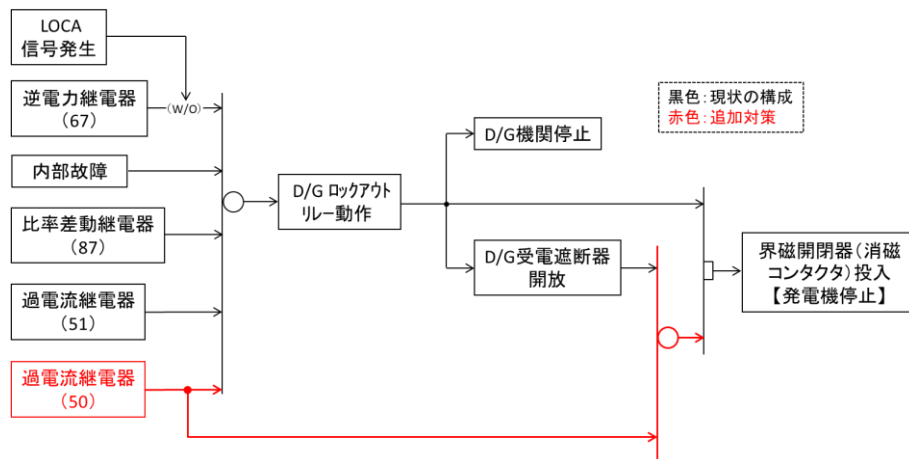 LOCA
信号発生
逆電力継電器
(67)
(W/O)
内部故障
比率差動継電器
(87)
過電流継電器
(51)
過電流継電器
(50)
D/G ロックアウト
リレー動作
D/G機関停止
D/G受電遮断器
開放
黒色：現状の構成
赤色：追加対策
界磁開閉器（消磁
コンタクタ）投入
【発電機停止】